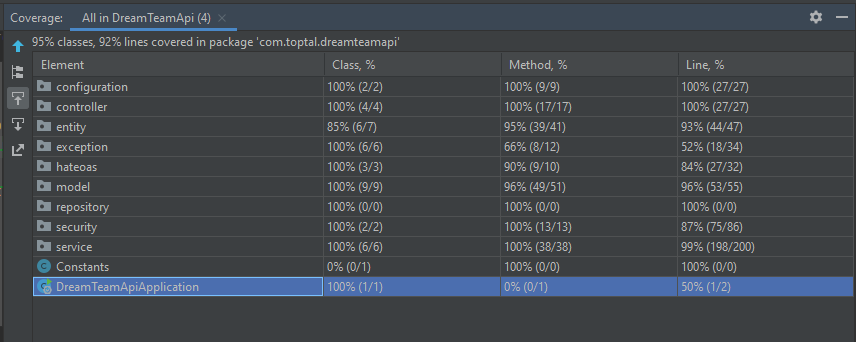 Coverage: All in DreamTeamApi (4)
95% classes, 92% lines covered in package 'com.toptal.dreamteamapi'
Element Class, % Method, % Line, %
configuration 100% (2/2) 100% (9/9) 100% (27/27)
controller 100% (4/4) 100% (17/17) 100% (27/27)
entity 85% (6/7) 95% (39/41) 93% (44/47)
exception 100% (6/6) 66% (8/12) 52% (18/34)
hateoas 100% (3/3) 90% (9/10) 84% (27/32)
model 100% (9/9) 96% (49/51) 96% (53/55)
repository 100% (0/0) 100% (0/0) 100% (0/0)
security 100% (2/2) 100% (13/13) 87% (75/86)
service 100% (6/6) 100% (38/38) 99% (198/200)
Constants 0% (0/1) 100% (0/0) 100% (0/0)
DreamTeamApiApplication 100% (1/1) 0% (0/1) 50% (1/2)